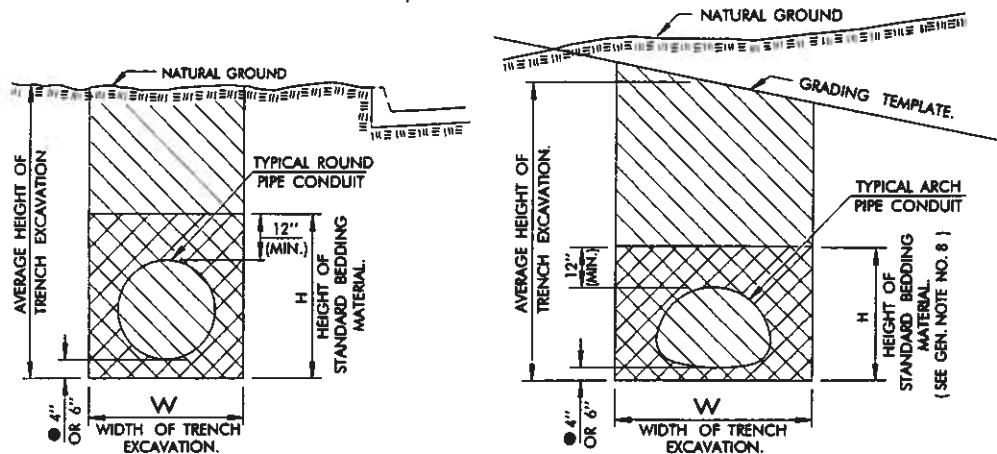 NATURAL GROUND
AVERAGE HEIGHT OF
TRENCH EXCAVATION
TYPICAL ROUND
PIPE CONDUIT
12"
(MIN.)
H
HEIGHT OF
STANDARD BEDDING
MATERIAL.
● 4"
OR 6"
W
WIDTH OF TRENCH
EXCAVATION.
NATURAL GROUND
GRADING TEMPLATE.
AVERAGE HEIGHT OF
TRENCH EXCAVATION.
TYPICAL ARCH
PIPE CONDUIT
12"
(MIN.)
H
HEIGHT OF
STANDARD BEDDING
MATERIAL.
( SEE GEN. NOTE NO. 8 )
● 4"
OR 6"
W
WIDTH OF TRENCH
EXCAVATION.